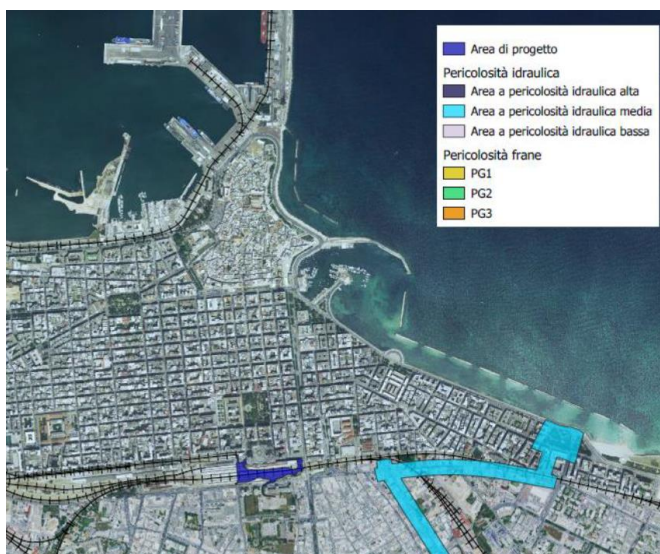 Area di progetto
Pericolosità idraulica
Area a pericolosità idraulica alta
Area a pericolosità idraulica media
Area a pericolosità idraulica bassa
Pericolosità frane
PG1
PG2
PG3